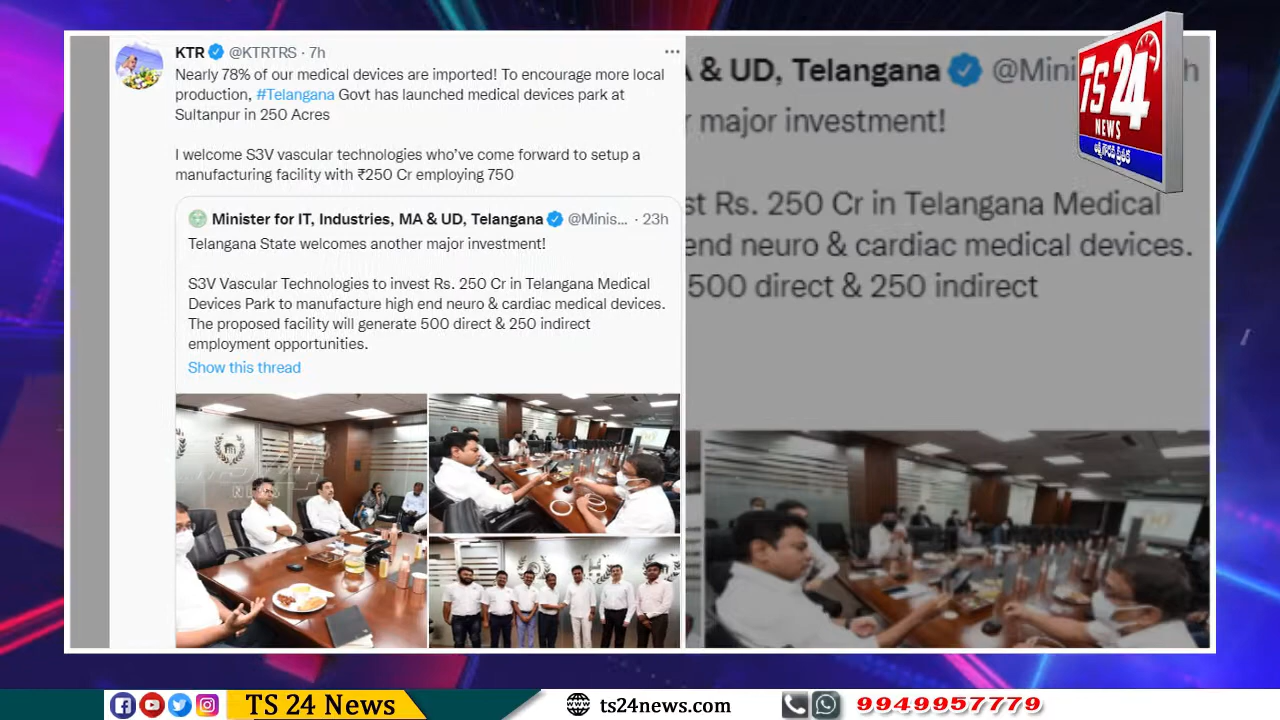 KTR @KTRTRS · 7h
Nearly 78% of our medical devices are imported! To encourage more local
production, #Telangana Govt has launched medical devices park at
Sultanpur in 250 Acres
I welcome S3V vascular technologies who've come forward to setup a
manufacturing facility with ₹250 Cr employing 750
Minister for IT, Industries, MA & UD, Telangana @Minis... · 23h
Telangana State welcomes another major investment!
S3V Vascular Technologies to invest Rs. 250 Cr in Telangana Medical
Devices Park to manufacture high end neuro & cardiac medical devices.
The proposed facility will generate 500 direct & 250 indirect
employment opportunities.
Show this thread
& UD, Telangana @Mini h
major investment!
st Rs. 250 Cr in Telangana Medical
end neuro & cardiac medical devices.
500 direct & 250 indirect
TS 24
NEWS
TS 24 News
ts24news.com
9949957779